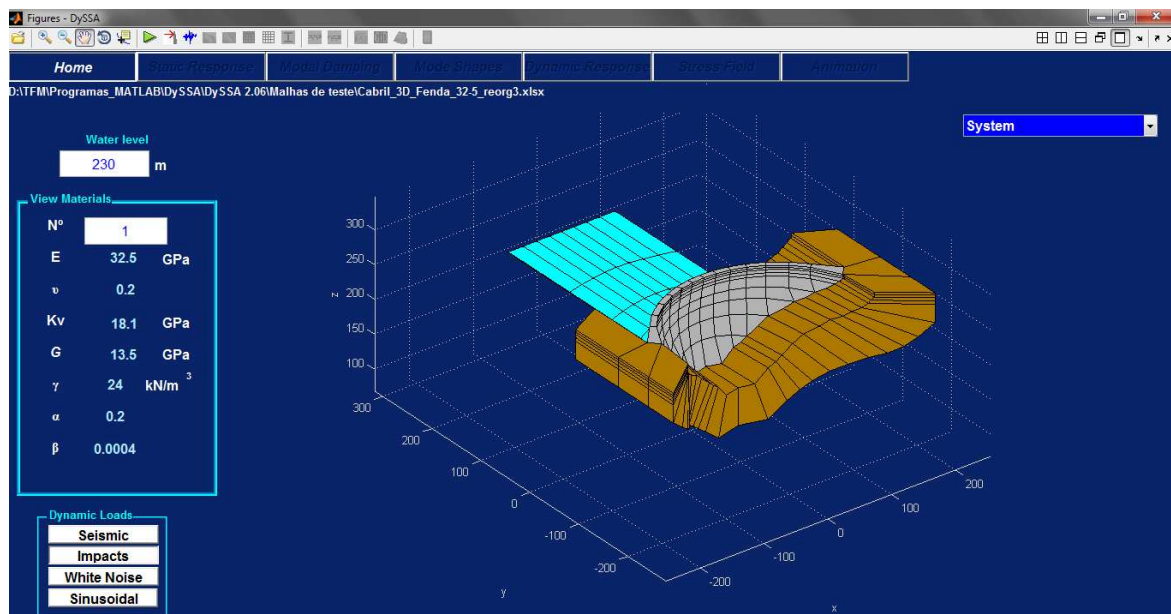 Figures - DySSA
Home Static Response Modal Damping Mode Shapes Dynamic Response Stress Field Animation
D:\TFM\Programas_MATLAB\DySSA\DySSA 2.06\Malhas de teste\Cabril_3D_Fenda_32-5_reorg3.xlsx
System
Water level
230 m
View Materials
Nº 1
E 32.5 GPa
υ 0.2
Kv 18.1 GPa
G 13.5 GPa
γ 24 kN/m³
α 0.2
β 0.0004
Dynamic Loads
Seismic
Impacts
White Noise
Sinusoidal
300
250
200
150
100
z
300
200
100
0
-100
-200
y
200
100
0
-100
-200
x